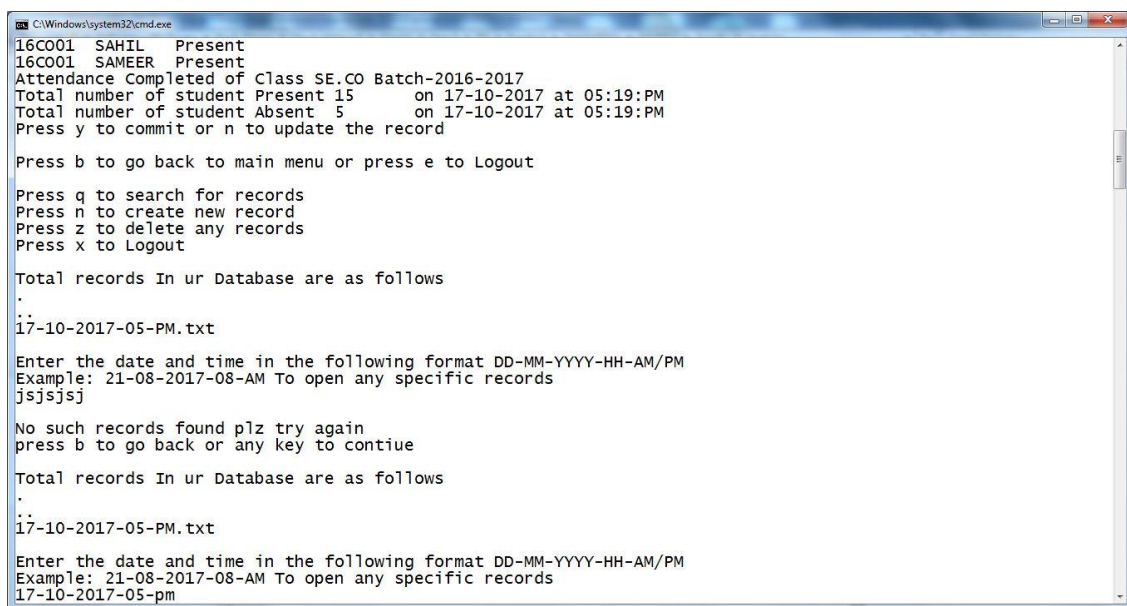 C:\Windows\system32\cmd.exe
16CO01  SAHIL   Present
16CO01  SAMEER  Present
Attendance Completed of Class SE.CO Batch-2016-2017
Total number of student Present 15      on 17-10-2017 at 05:19:PM
Total number of student Absent  5       on 17-10-2017 at 05:19:PM
Press y to commit or n to update the record
Press b to go back to main menu or press e to Logout
Press q to search for records
Press n to create new record
Press z to delete any records
Press x to Logout
Total records In ur Database are as follows
.
..
17-10-2017-05-PM.txt
Enter the date and time in the following format DD-MM-YYYY-HH-AM/PM
Example: 21-08-2017-08-AM To open any specific records
jsjsjsj
No such records found plz try again
press b to go back or any key to contiue
Total records In ur Database are as follows
.
..
17-10-2017-05-PM.txt
Enter the date and time in the following format DD-MM-YYYY-HH-AM/PM
Example: 21-08-2017-08-AM To open any specific records
17-10-2017-05-pm